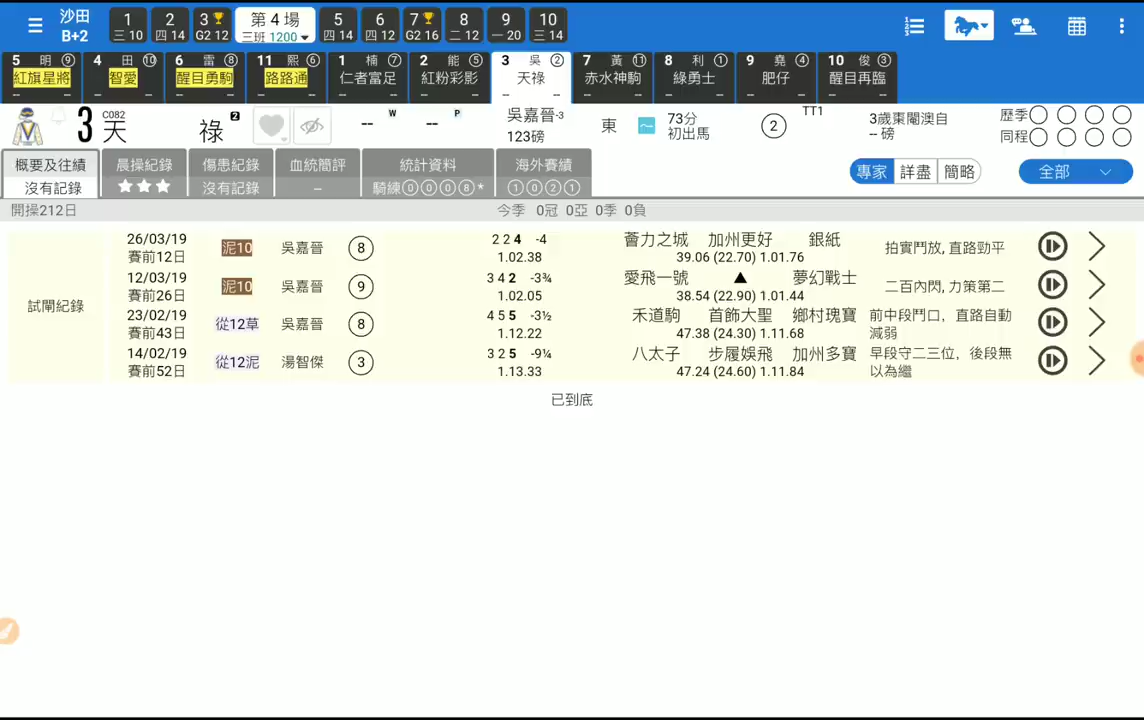 沙田
B+2
1
三 10
2
四 14
3
G2 12
第 4 場
三班 1200
5
四 14
6
四 12
7
G2 16
8
二 12
9
一 20
10
三 14
5 明 ⑨
紅旗星將
-- --
4 田 ⑩
智愛
-- --
6 雷 ⑧
醒目勇駒
-- --
11 熙 ⑥
路路通
-- --
1 楠 ⑦
仁者富足
-- --
2 能 ⑤
紅粉彩影
-- --
3 吳 ②
天祿
-- --
7 黃 ⑪
赤水神駒
-- --
8 利 ①
綠勇士
-- --
9 堯 ④
肥仔
-- --
10 俊 ③
醒目再臨
-- --
3 C082
天 祿 2
-- W -- P
吳嘉晉-3
123磅
東
73分
初出馬
②
TT1
3歲東閹澳自
-- 磅
歷季
同程
概要及往績
沒有記錄
晨操紀錄
★★★
傷患紀錄
沒有記錄
血統簡評
–
統計資料
騎練⓪⓪⓪⑧*
海外賽績
①⓪②①
專家 詳盡 簡略
全部
開操212日
今季 0冠 0亞 0季 0負
試閘紀錄
26/03/19
賽前12日
泥10
吳嘉晉
⑧
2 2 4 -4
1.02.38
薈力之城 加州更好 銀紙
39.06 (22.70) 1.01.76
拍實鬥放, 直路勁平
12/03/19
賽前26日
泥10
吳嘉晉
⑨
3 4 2 -3¾
1.02.05
愛飛一號 ▲ 夢幻戰士
38.54 (22.90) 1.01.44
二百內閃, 力策第二
23/02/19
賽前43日
從12草
吳嘉晉
⑧
4 5 5 -3½
1.12.22
禾道駒 首飾大聖 鄉村瑰寶
47.38 (24.30) 1.11.68
前中段鬥口，直路自動
減弱
14/02/19
賽前52日
從12泥
湯智傑
③
3 2 5 -9¼
1.13.33
八太子 步履娛飛 加州多寶
47.24 (24.60) 1.11.84
早段守二三位，後段無
以為繼
已到底